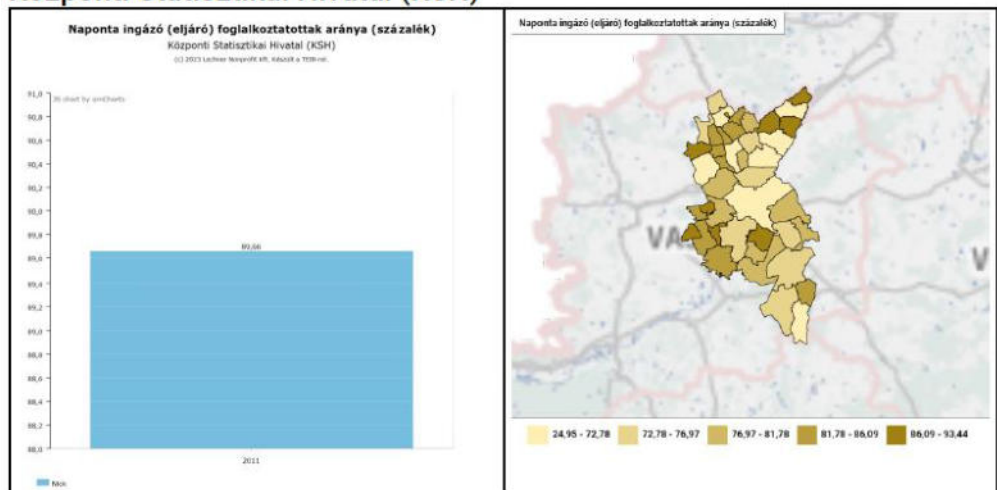 Naponta ingázó (eljáró) foglalkoztatottak aránya (százalék)
Központi Statisztikai Hivatal (KSH)
(c) 2023 Lechner Nonprofit Kft. Készült a TEIR-rel.
JS chart by amCharts
91,0
90,8
90,6
90,4
90,2
90,0
89,8
89,6
89,4
89,2
89,0
88,8
88,6
88,4
88,2
88,0
89,66
2011
Nick
Naponta ingázó (eljáró) foglalkoztatottak aránya (százalék)
VA
V
24,95 - 72,78
72,78 - 76,97
76,97 - 81,78
81,78 - 86,09
86,09 - 93,44